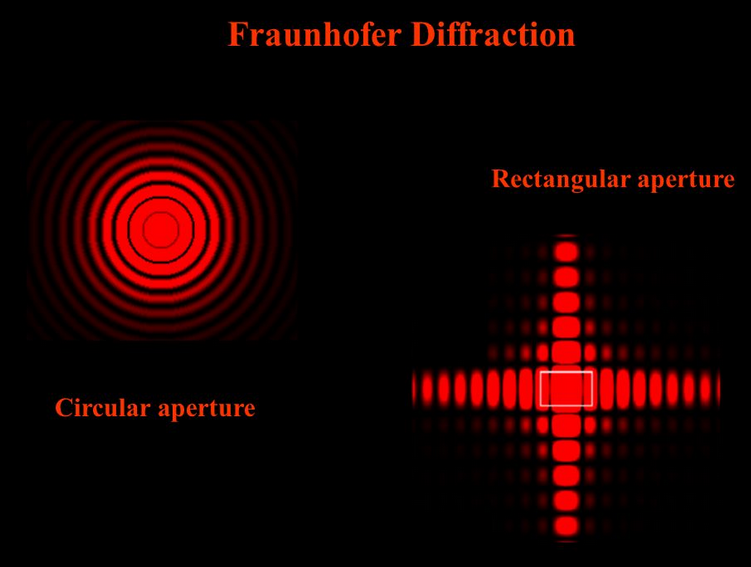 Fraunhofer Diffraction
Rectangular aperture
Circular aperture